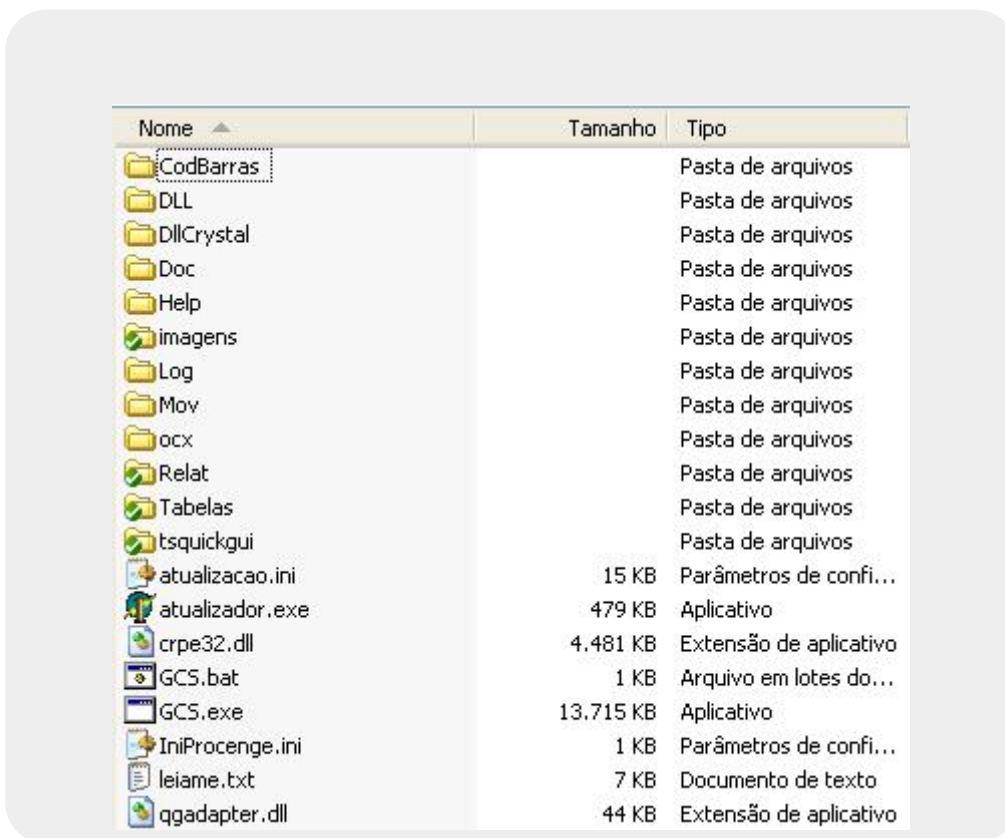 Nome Tamanho Tipo
CodBarras Pasta de arquivos
DLL Pasta de arquivos
DllCrystal Pasta de arquivos
Doc Pasta de arquivos
Help Pasta de arquivos
imagens Pasta de arquivos
Log Pasta de arquivos
Mov Pasta de arquivos
ocx Pasta de arquivos
Relat Pasta de arquivos
Tabelas Pasta de arquivos
tsquickgui Pasta de arquivos
atualizacao.ini 15 KB Parâmetros de confi...
atualizador.exe 479 KB Aplicativo
crpe32.dll 4.481 KB Extensão de aplicativo
GCS.bat 1 KB Arquivo em lotes do...
GCS.exe 13.715 KB Aplicativo
IniProcenge.ini 1 KB Parâmetros de confi...
leiame.txt 7 KB Documento de texto
qgadapter.dll 44 KB Extensão de aplicativo